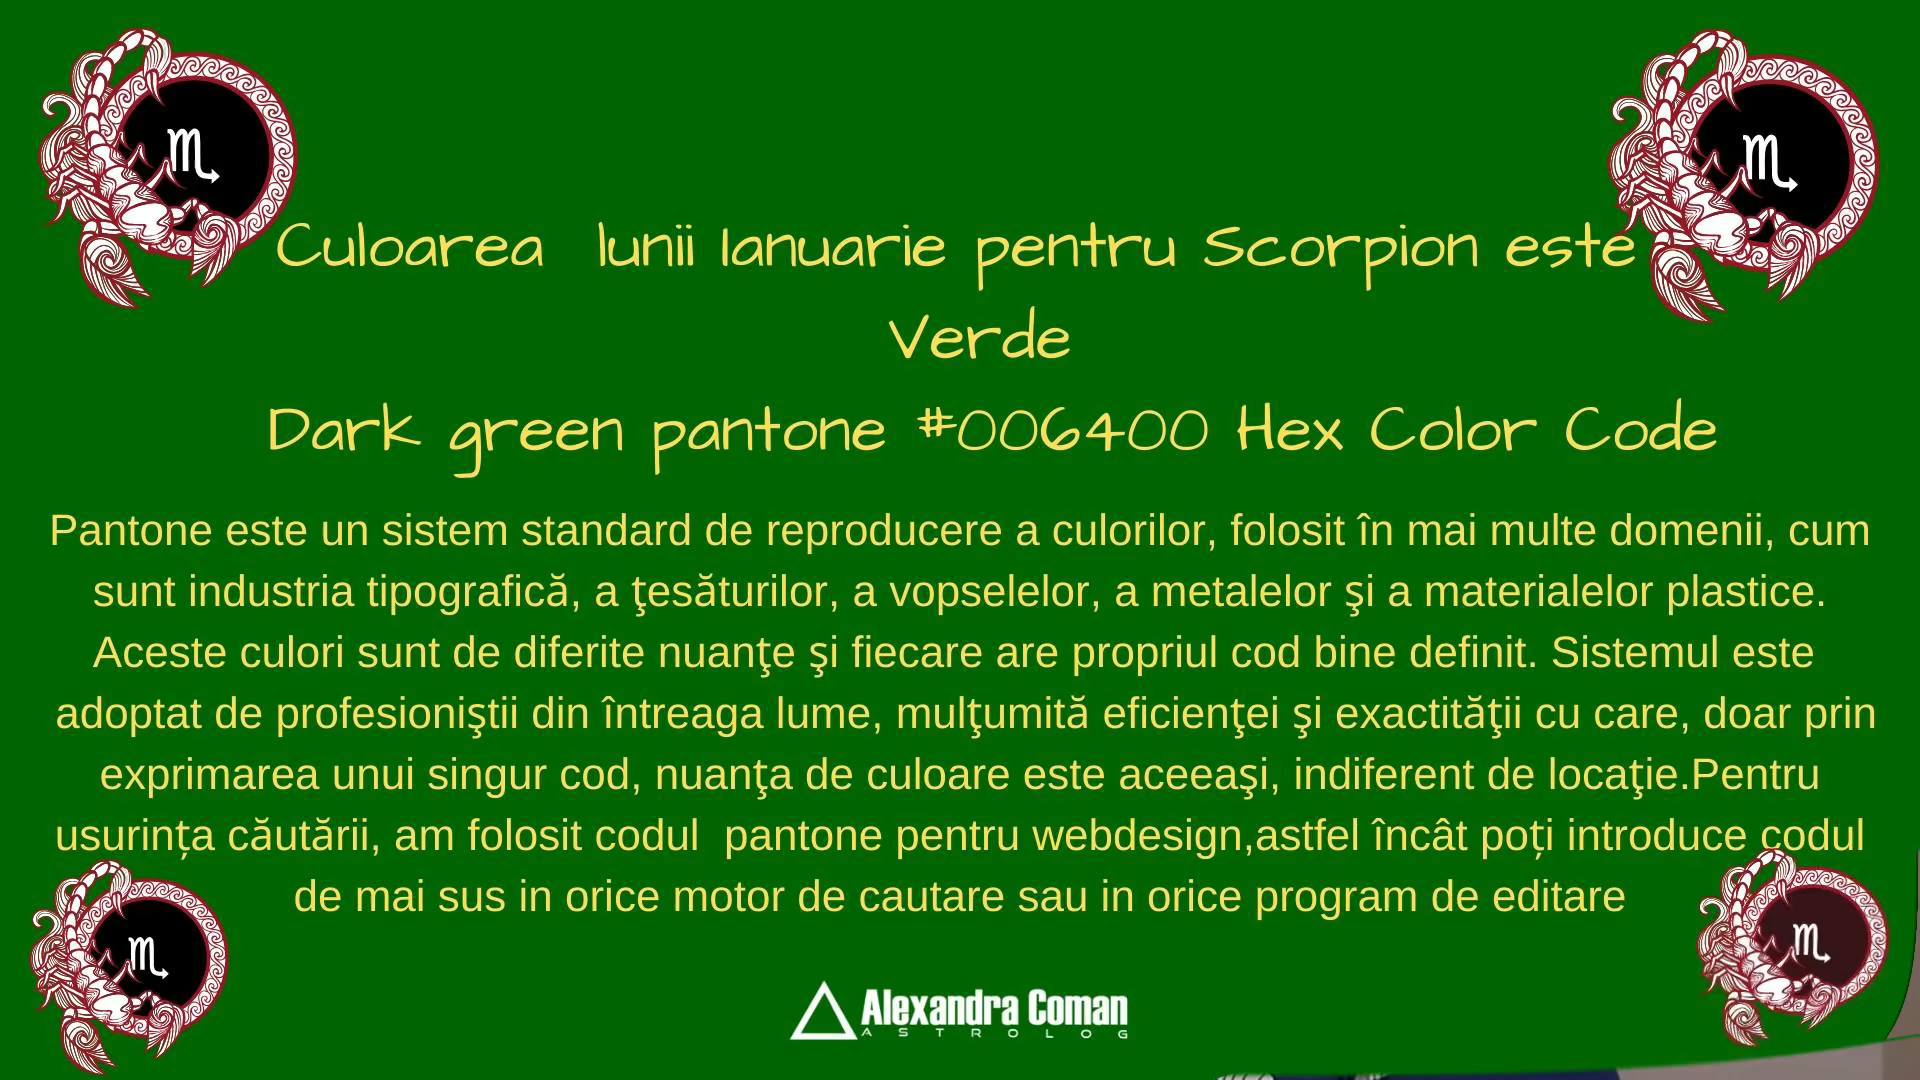 Culoarea lunii Ianuarie pentru Scorpion este
Verde
Dark green pantone #006400 Hex Color Code
Pantone este un sistem standard de reproducere a culorilor, folosit în mai multe domenii, cum
sunt industria tipografică, a ţesăturilor, a vopselelor, a metalelor şi a materialelor plastice.
Aceste culori sunt de diferite nuanţe şi fiecare are propriul cod bine definit. Sistemul este
adoptat de profesioniştii din întreaga lume, mulţumită eficienţei şi exactităţii cu care, doar prin
exprimarea unui singur cod, nuanţa de culoare este aceeaşi, indiferent de locaţie.Pentru
usurința căutării, am folosit codul pantone pentru webdesign,astfel încât poți introduce codul
de mai sus in orice motor de cautare sau in orice program de editare
Alexandra Coman
ASTROLOG